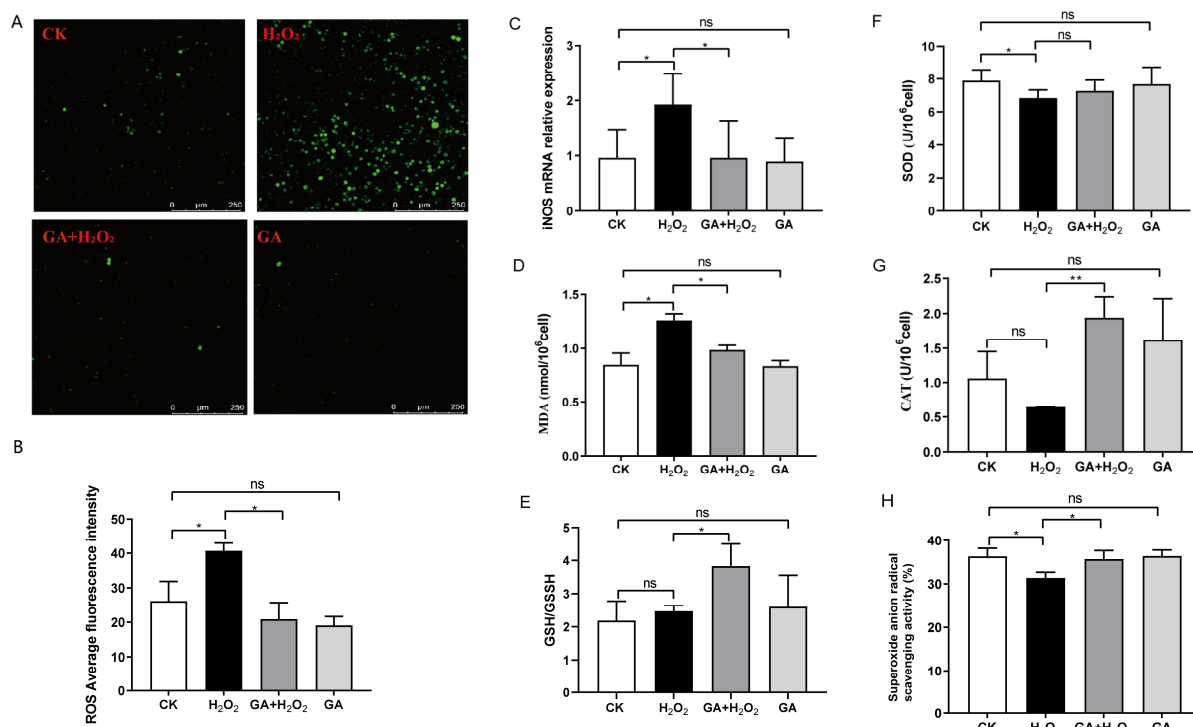 A
CK
H₂O₂
0 μm 250
0 μm 250
GA+H₂O₂
GA
0 μm 250
0 μm 250
B
ROS Average fluorescence intensity
50
40
30
20
10
0
ns
*
*
CK
H₂O₂
GA+H₂O₂
GA
C
iNOS mRNA relative expression
3
2
1
0
ns
*
*
CK
H₂O₂
GA+H₂O₂
GA
D
MDA (nmol/10⁶cell)
1.5
1.0
0.5
0.0
ns
*
*
CK
H₂O₂
GA+H₂O₂
GA
E
GSH/GSSH
6
5
4
3
2
1
0
ns
ns
*
CK
H₂O₂
GA+H₂O₂
GA
F
SOD (U/10⁶cell)
10
8
6
4
2
0
ns
*
ns
CK
H₂O₂
GA+H₂O₂
GA
G
CAT (U/10⁶cell)
2.5
2.0
1.5
1.0
0.5
0.0
ns
ns
**
CK
H₂O₂
GA+H₂O₂
GA
H
Superoxide anion radical
scavenging activity (%)
40
30
20
10
0
ns
*
*
CK
H₂O₂
GA+H₂O₂
GA